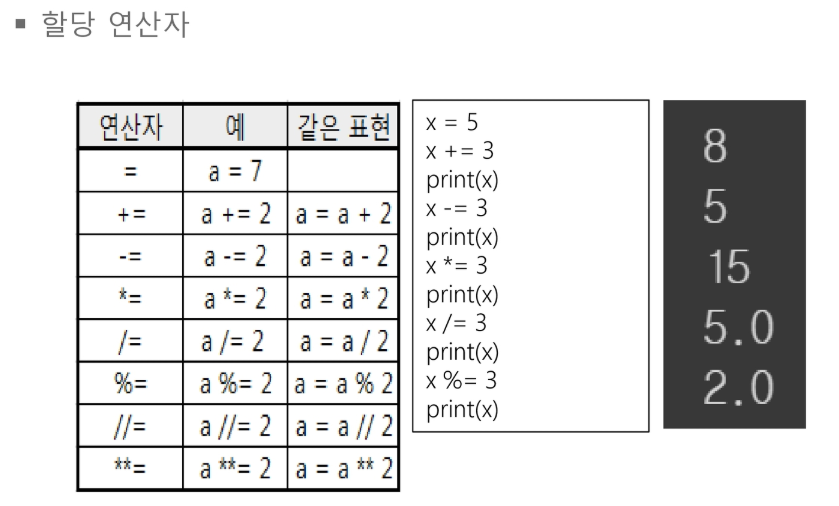 ▪ 할당 연산자
연산자 예 같은 표현
= a = 7
+= a += 2 a = a + 2
-= a -= 2 a = a - 2
*= a *= 2 a = a * 2
/= a /= 2 a = a / 2
%= a %= 2 a = a % 2
//= a //= 2 a = a // 2
**= a **= 2 a = a ** 2
x = 5
x += 3
print(x)
x -= 3
print(x)
x *= 3
print(x)
x /= 3
print(x)
x %= 3
print(x)
8
5
15
5.0
2.0